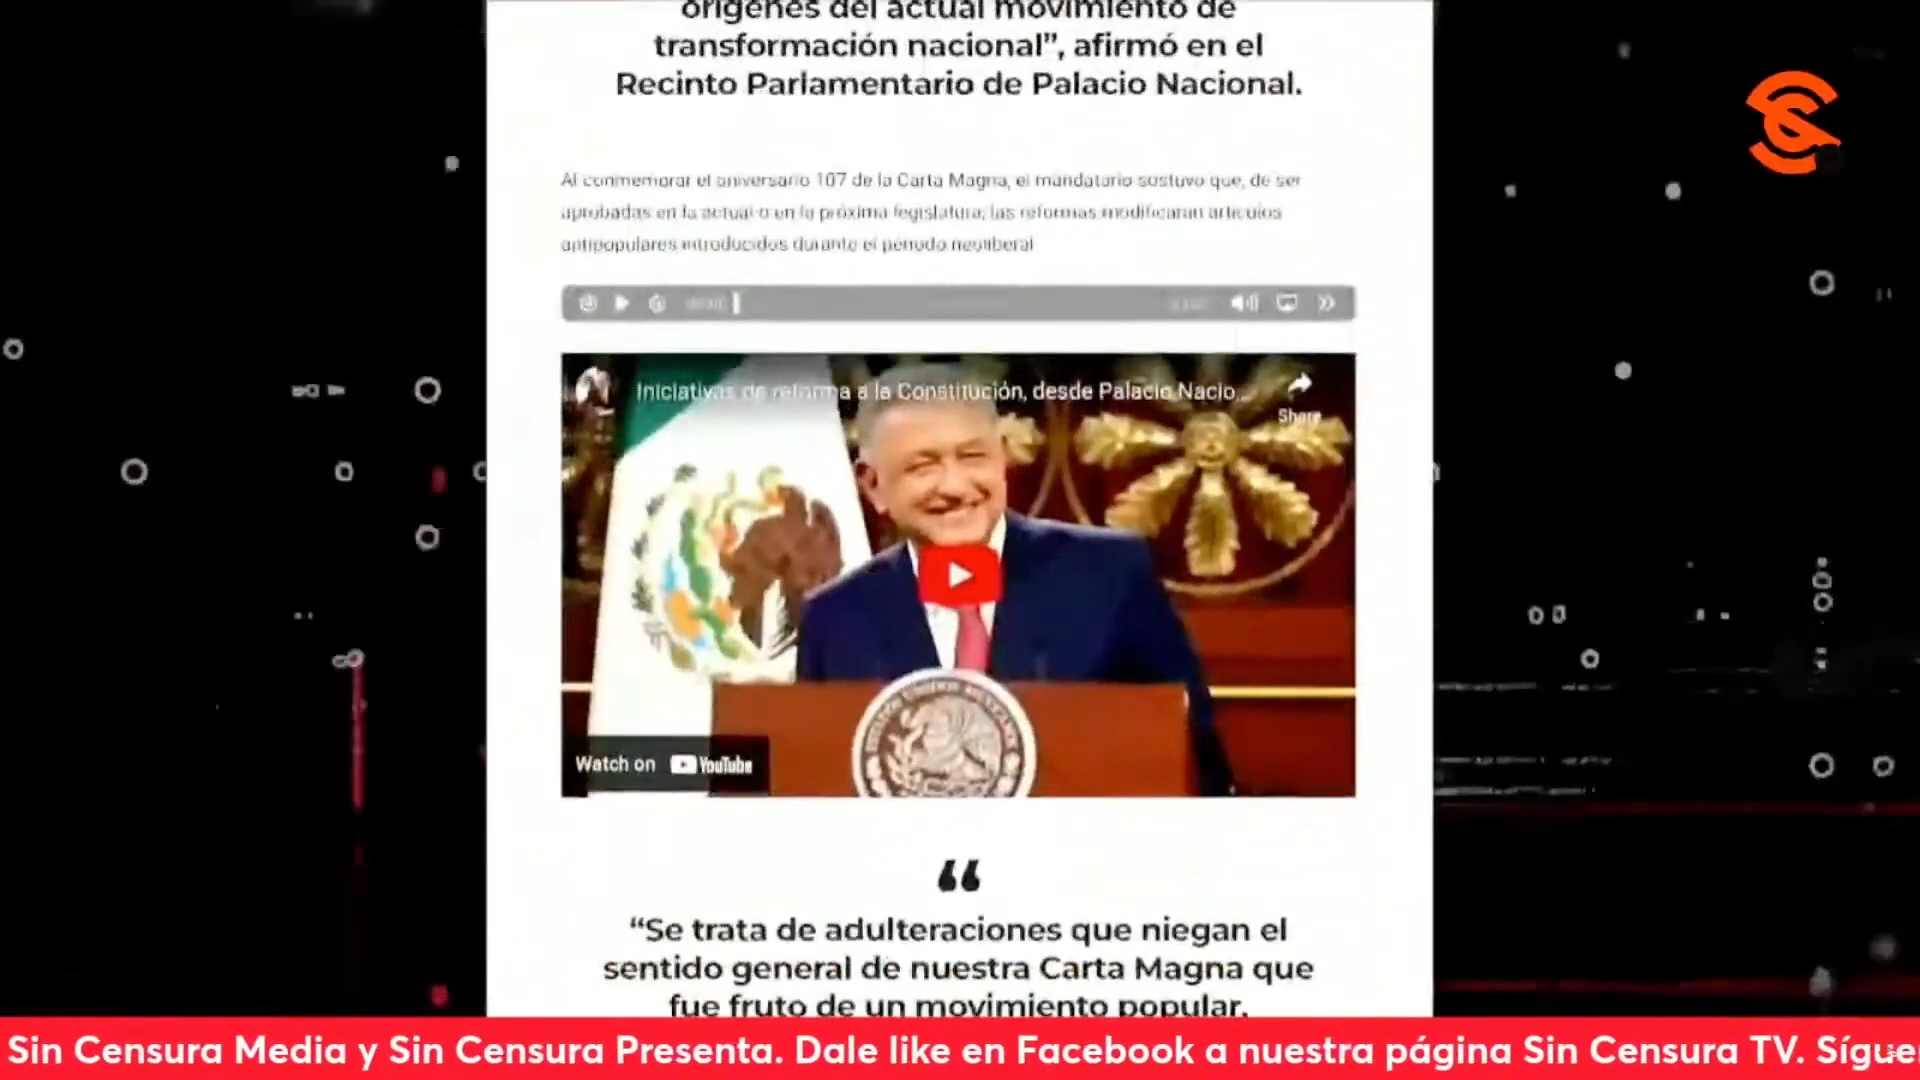 orígenes del actual movimiento de
transformación nacional”, afirmó en el
Recinto Parlamentario de Palacio Nacional.
Al conmemorar el aniversario 107 de la Carta Magna, el mandatario sostuvo que, de ser
aprobadas en la actual o en la próxima legislatura, las reformas modificarán artículos
antipopulares introducidos durante el periodo neoliberal
Iniciativas de reforma a la Constitución, desde Palacio Nacio...
Share
Watch on YouTube
“
“Se trata de adulteraciones que niegan el
sentido general de nuestra Carta Magna que
fue fruto de un movimiento popular.
Sin Censura Media y Sin Censura Presenta. Dale like en Facebook a nuestra página Sin Censura TV. Sígue